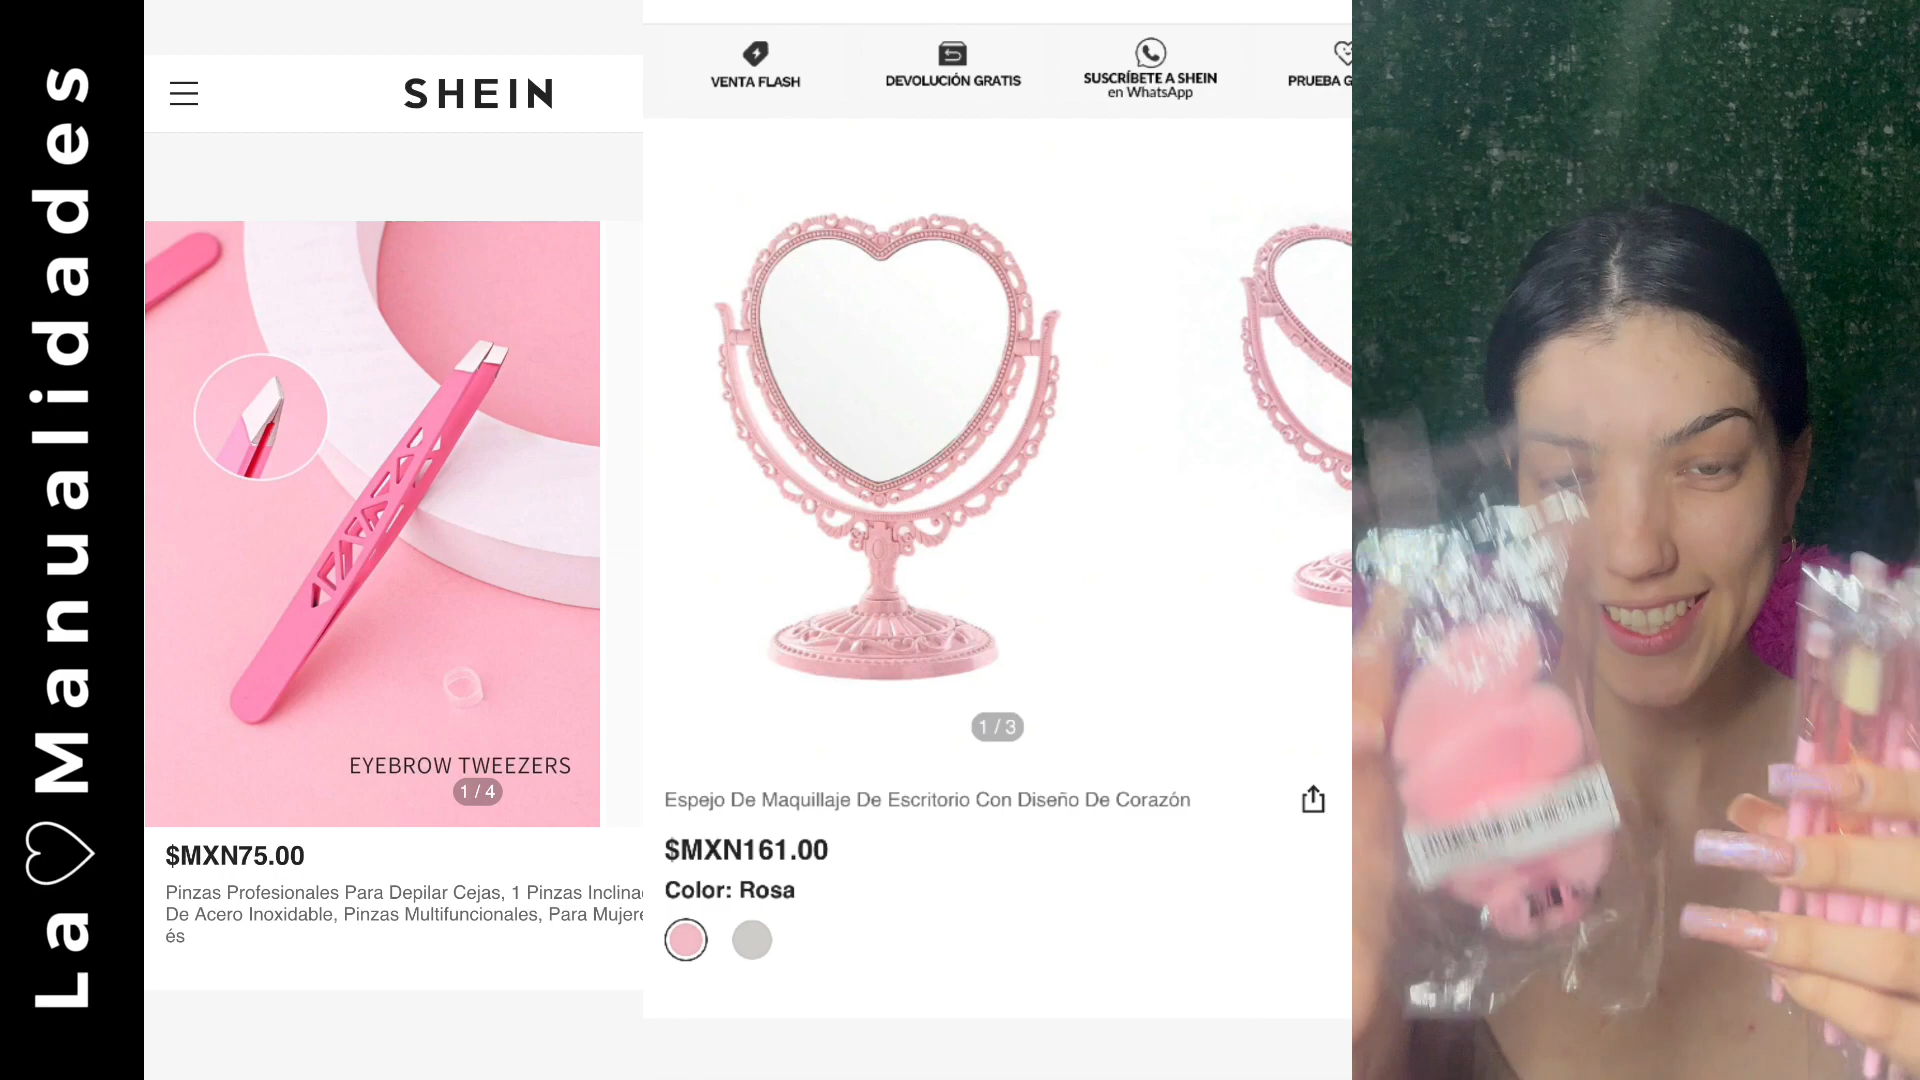 La Manualidades
SHEIN
EYEBROW TWEEZERS
1 / 4
$MXN75.00
Pinzas Profesionales Para Depilar Cejas, 1 Pinzas Inclina
De Acero Inoxidable, Pinzas Multifuncionales, Para Mujer
és
VENTA FLASH
DEVOLUCIÓN GRATIS
SUSCRÍBETE A SHEIN
en WhatsApp
PRUEBA G
1 / 3
Espejo De Maquillaje De Escritorio Con Diseño De Corazón
$MXN161.00
Color: Rosa